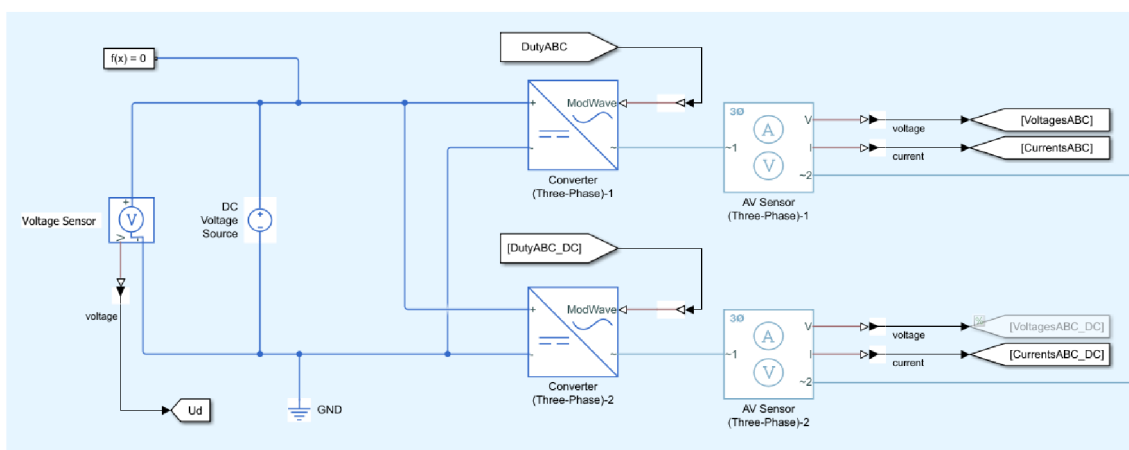 f(x) = 0
DutyABC
+
ModWave
-
~
Converter
(Three-Phase)-1
3Ø
A
V
V
I
~1
~2
AV Sensor
(Three-Phase)-1
voltage
current
[VoltagesABC]
[CurrentsABC]
Voltage Sensor
+
V
V
-
voltage
Ud
DC
Voltage
Source
+
-
GND
[DutyABC_DC]
+
ModWave
-
~
Converter
(Three-Phase)-2
3Ø
A
V
V
I
~1
~2
AV Sensor
(Three-Phase)-2
voltage
current
[VoltagesABC_DC]
[CurrentsABC_DC]